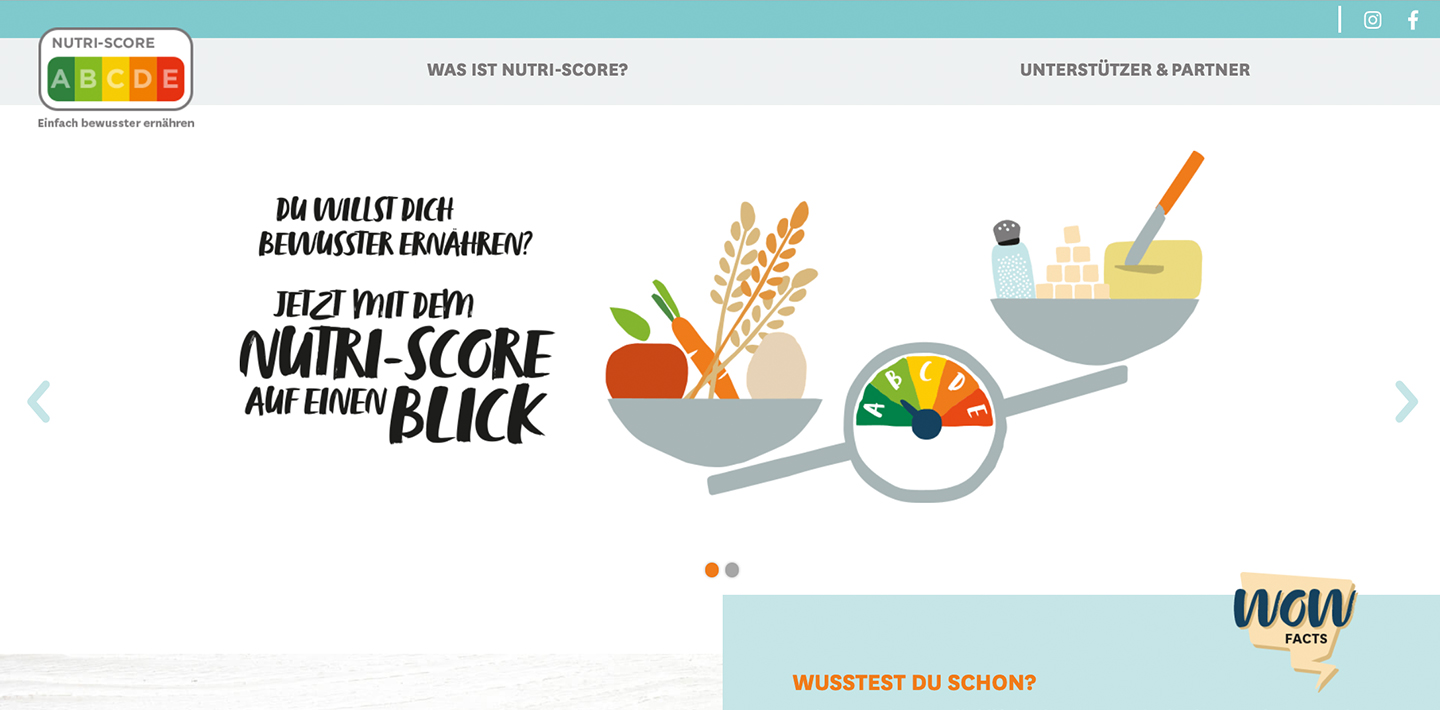 NUTRI-SCORE
A B C D E
Einfach bewusster ernähren
WAS IST NUTRI-SCORE?
UNTERSTÜTZER & PARTNER
DU WILLST DICH
BEWUSSTER ERNÄHREN?
JETZT MIT DEM
NUTRI-SCORE
AUF EINEN BLICK
A B C D E
WOW
FACTS
WUSSTEST DU SCHON?